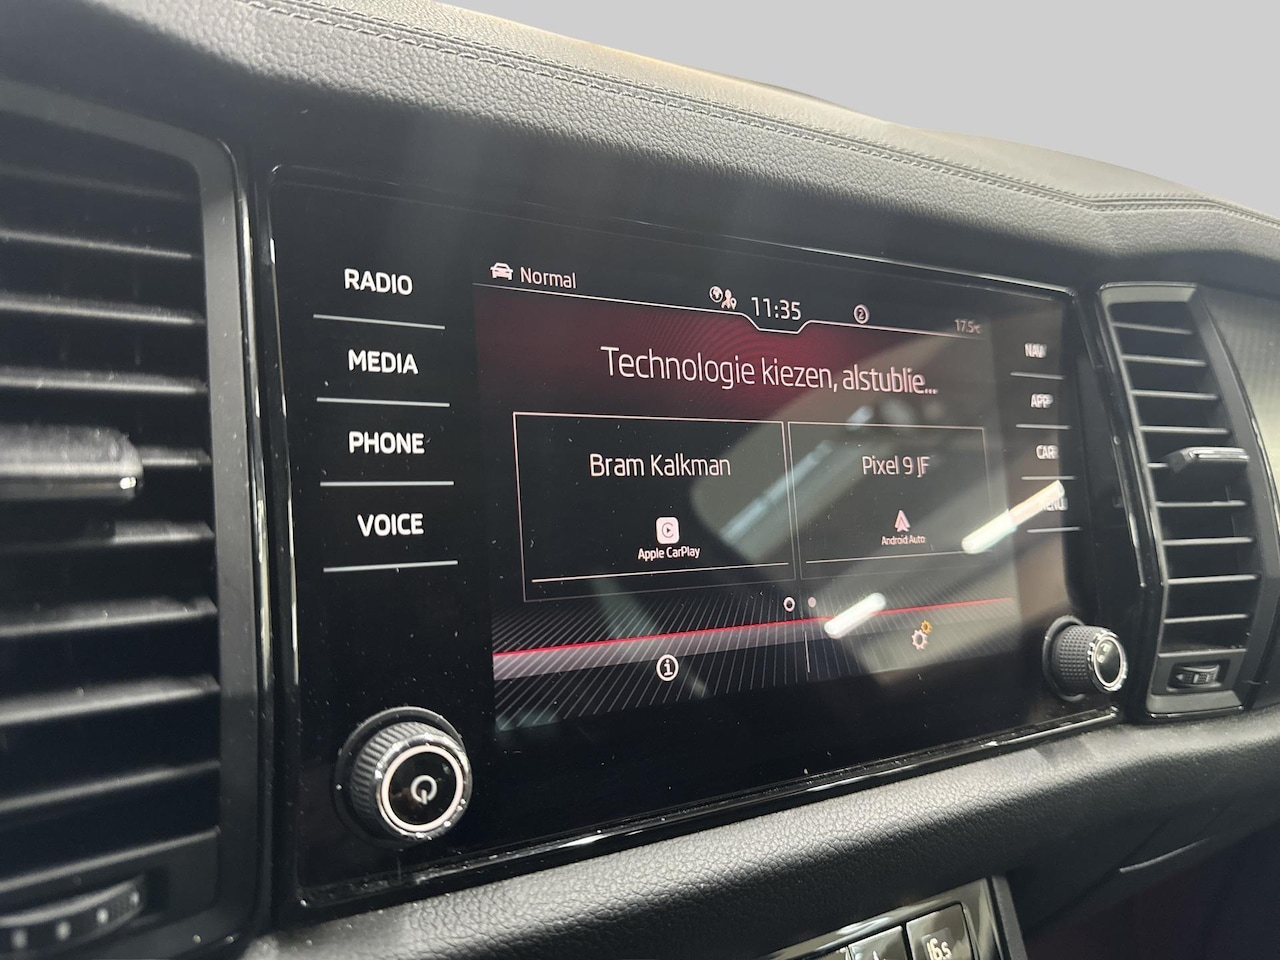 RADIO
MEDIA
PHONE
VOICE
Normal
11:35
2
17.5°C
Technologie kiezen, alstublie...
Bram Kalkman
Apple CarPlay
Pixel 9 JF
Android Auto
NAV
APP
CAR
MENU